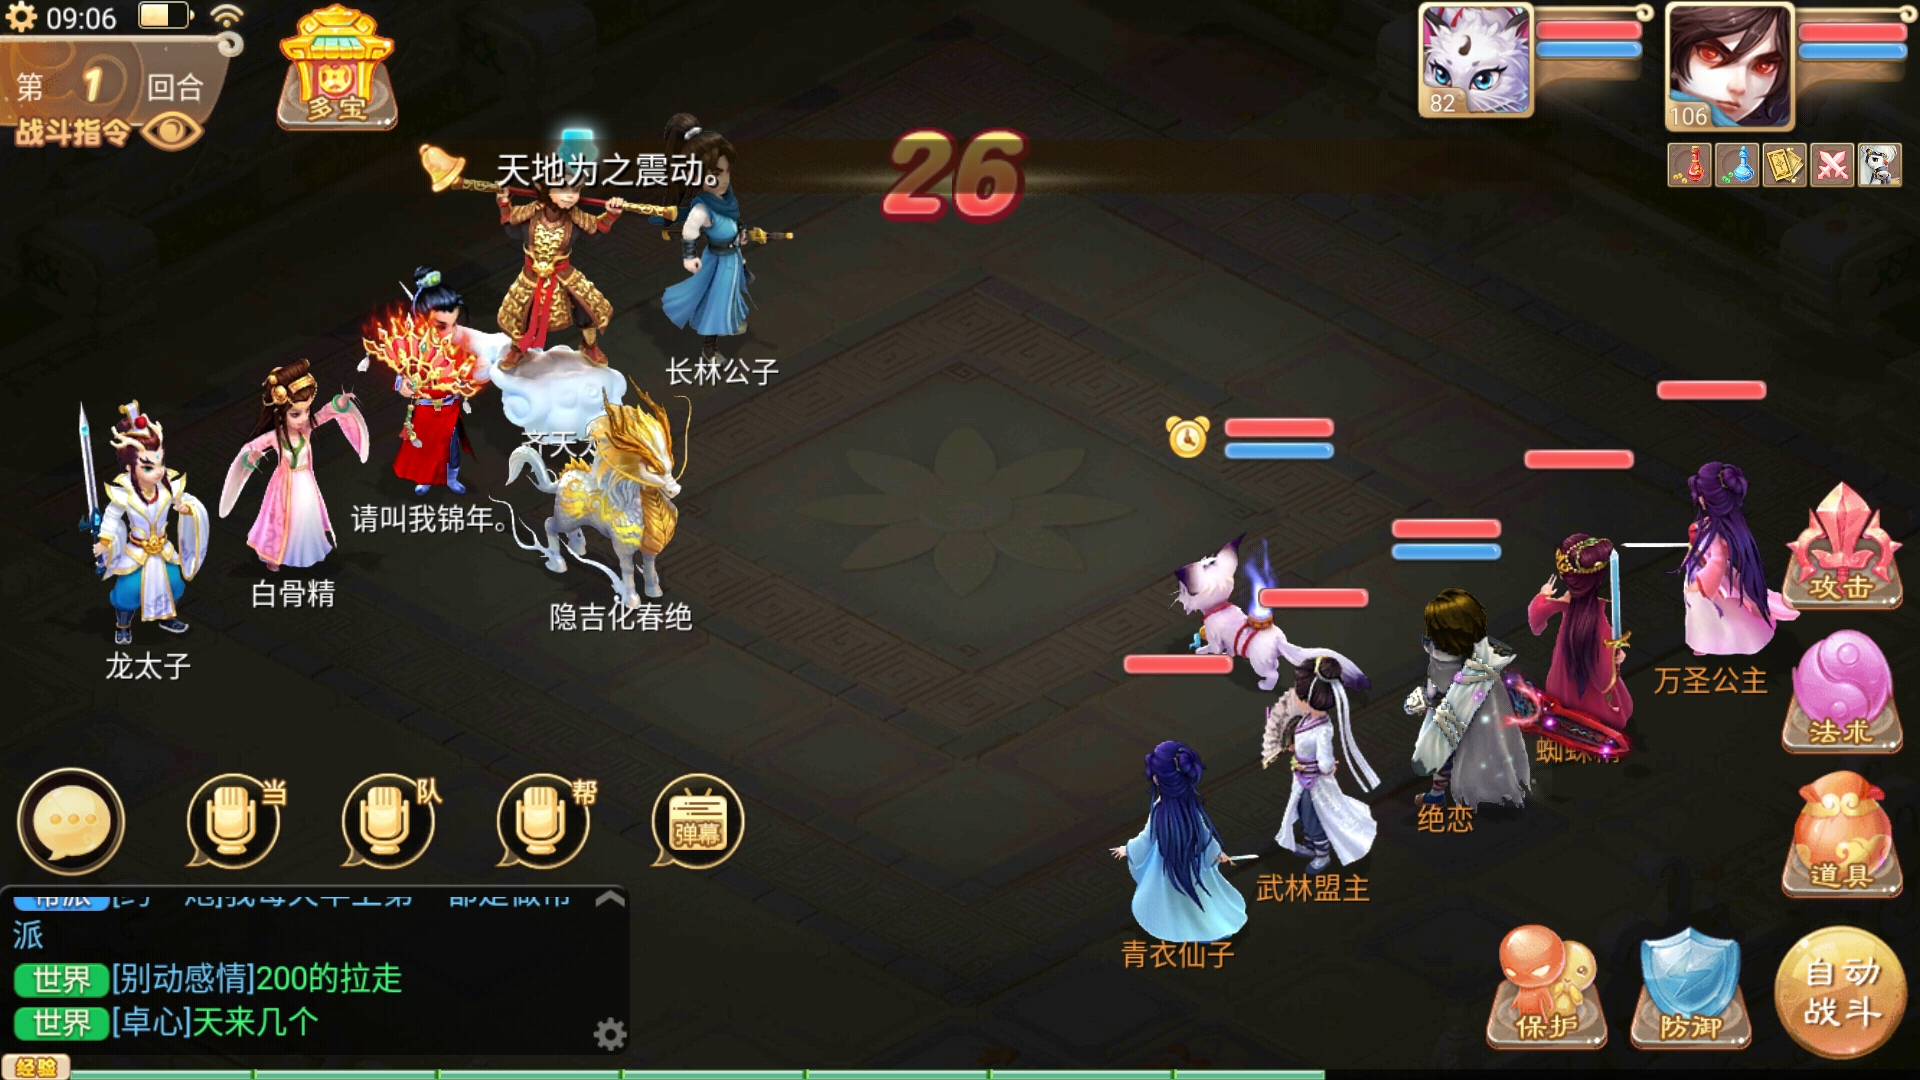 09:06
第1回合
战斗指令
多宝
天地为之震动。
26
82
106
长林公子
齐天
请叫我锦年。
白骨精
隐吉化春绝
龙太子
万圣公主
绝恋
武林盟主
青衣仙子
攻击
法术
道具
当
队
帮
弹幕
派
世界 [别动感情]200的拉走
世界 [卓心]天来几个
保护
防御
自动
战斗
经验